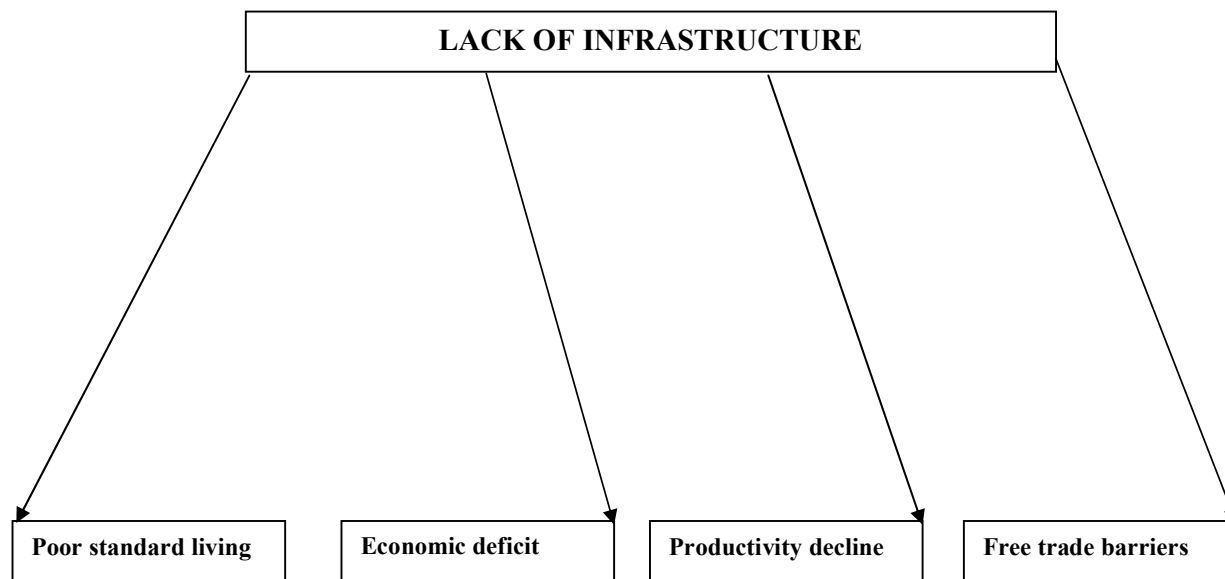 LACK OF INFRASTRUCTURE
Poor standard living
Economic deficit
Productivity decline
Free trade barriers